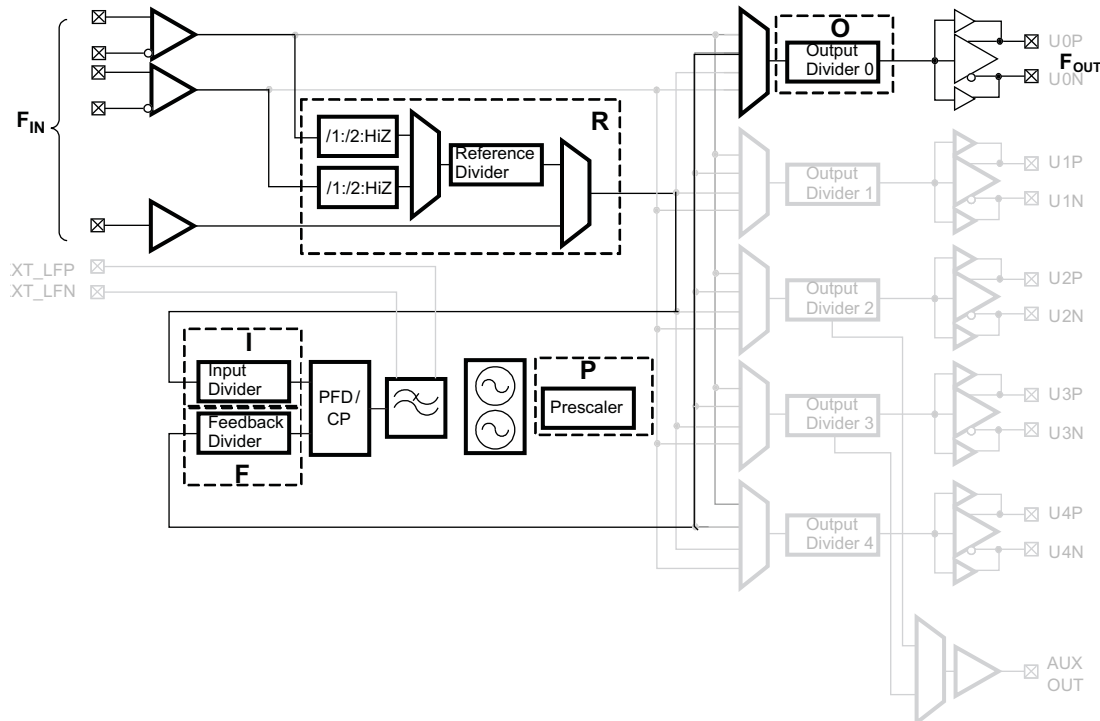 F_IN
/1:/2:HiZ
/1:/2:HiZ
Reference
Divider
R
XT_LFP
XT_LFN
I
Input
Divider
Feedback
Divider
F
PFD/
CP
P
Prescaler
O
Output
Divider 0
U0P
F_OUT
U0N
Output
Divider 1
U1P
U1N
Output
Divider 2
U2P
U2N
Output
Divider 3
U3P
U3N
Output
Divider 4
U4P
U4N
AUX
OUT